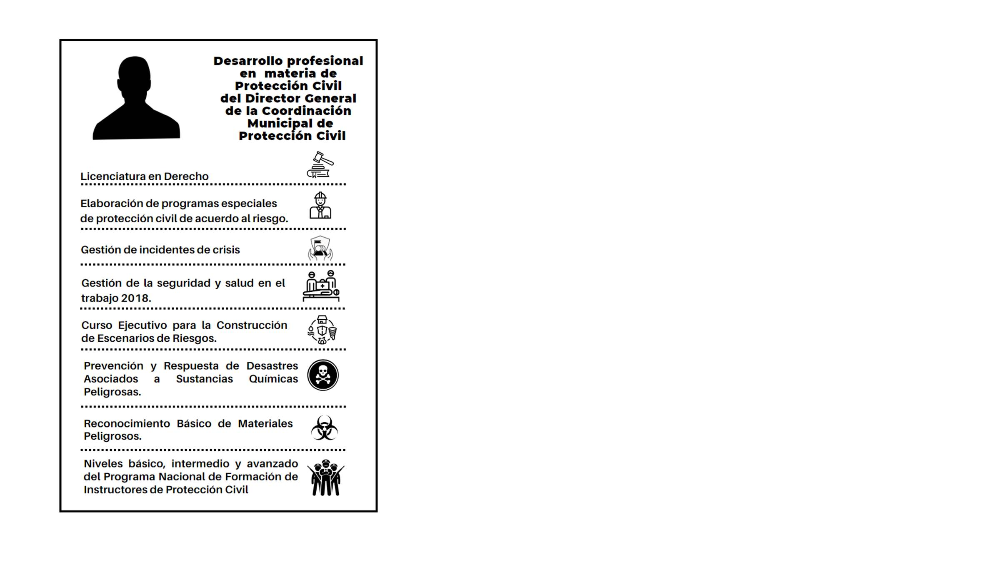 Desarrollo profesional
en materia de
Protección Civil
del Director General
de la Coordinación
Municipal de
Protección Civil
Licenciatura en Derecho
Elaboración de programas especiales
de protección civil de acuerdo al riesgo.
Gestión de incidentes de crisis
Gestión de la seguridad y salud en el
trabajo 2018.
Curso Ejecutivo para la Construcción
de Escenarios de Riesgos.
Prevención y Respuesta de Desastres
Asociados a Sustancias Químicas
Peligrosas.
Reconocimiento Básico de Materiales
Peligrosos.
Niveles básico, intermedio y avanzado
del Programa Nacional de Formación de
Instructores de Protección Civil